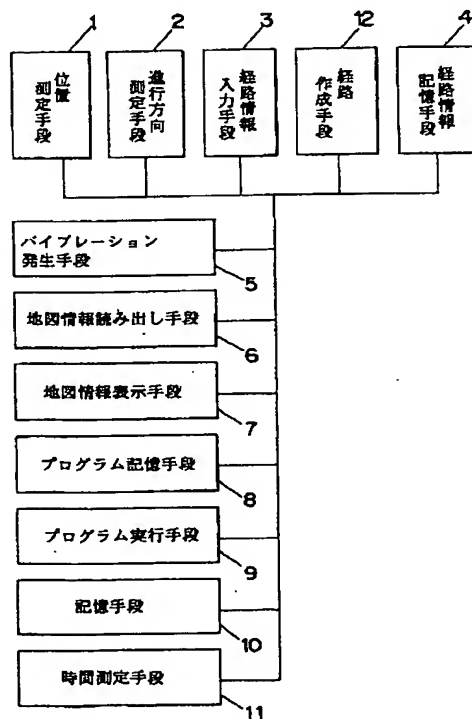 1
2
3
12
4
位置
測定手段
進行方向
測定手段
経路情報
入力手段
経路
作成手段
経路情報
記憶手段
バイブレーション
発生手段
5
地図情報読み出し手段
6
地図情報表示手段
7
プログラム記憶手段
8
プログラム実行手段
9
記憶手段
10
時間測定手段
11